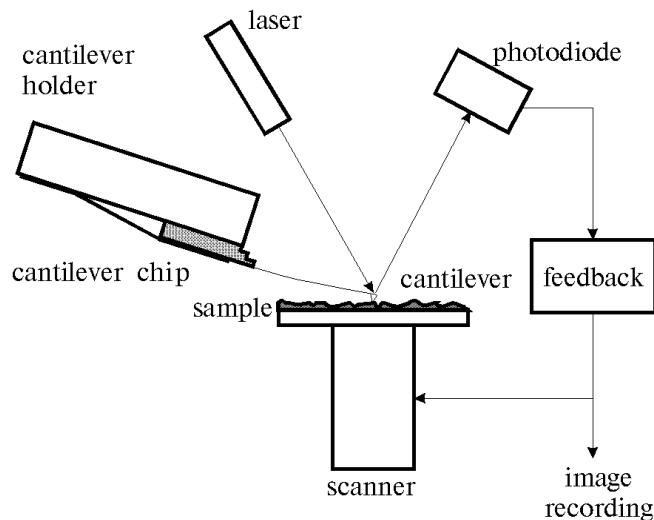 laser
cantilever
holder
photodiode
cantilever chip
cantilever
feedback
sample
scanner
image
recording